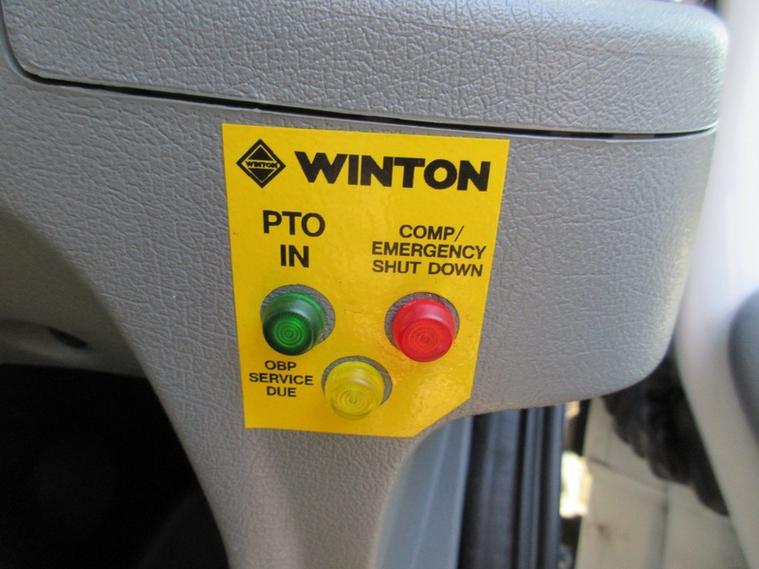 WINTON
WINTON
PTO
IN
COMP/
EMERGENCY
SHUT DOWN
OBP
SERVICE
DUE